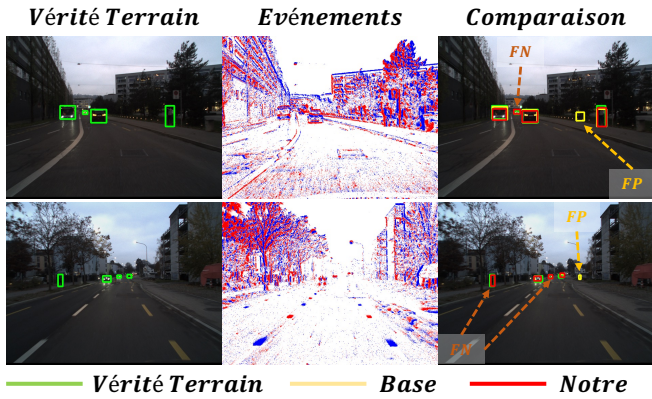 Vérité Terrain
Evénements
Comparaison
FN
FP
FP
FN
Vérité Terrain
Base
Notre